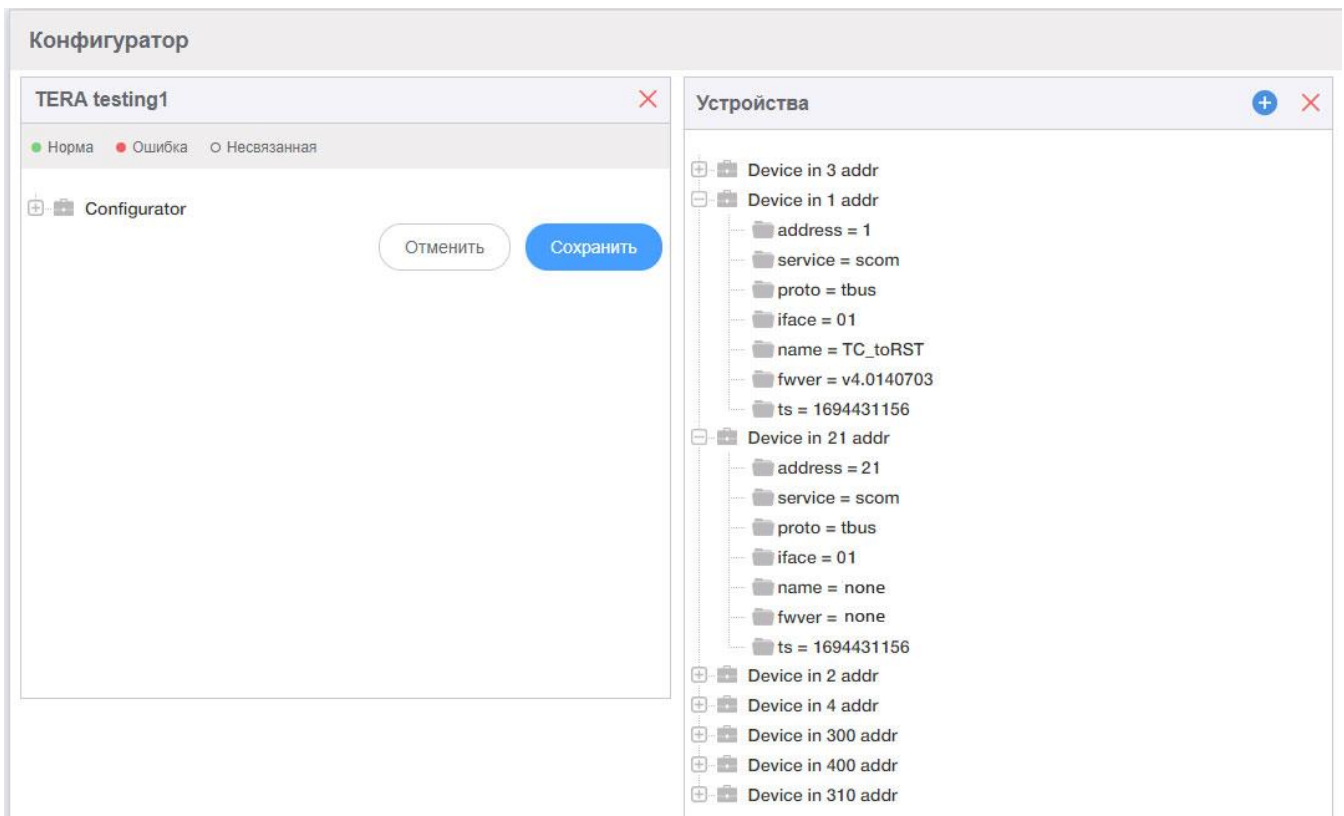 Конфигуратор
TERA testing1
Норма Ошибка Несвязанная
Configurator
Отменить Сохранить
Устройства
Device in 3 addr
Device in 1 addr
address = 1
service = scom
proto = tbus
iface = 01
name = TC_toRST
fwver = v4.0140703
ts = 1694431156
Device in 21 addr
address = 21
service = scom
proto = tbus
iface = 01
name = none
fwver = none
ts = 1694431156
Device in 2 addr
Device in 4 addr
Device in 300 addr
Device in 400 addr
Device in 310 addr